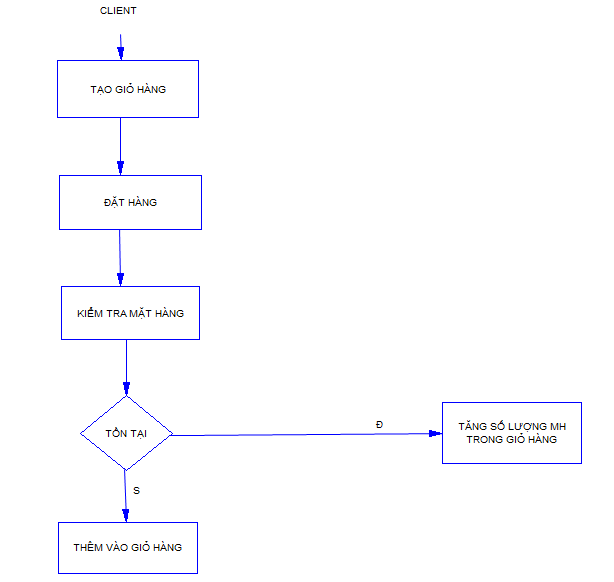 CLIENT
TẠO GIỎ HÀNG
ĐẶT HÀNG
KIỂM TRA MẶT HÀNG
TỒN TẠI
Đ
TĂNG SỐ LƯỢNG MH
TRONG GIỎ HÀNG
S
THÊM VÀO GIỎ HÀNG